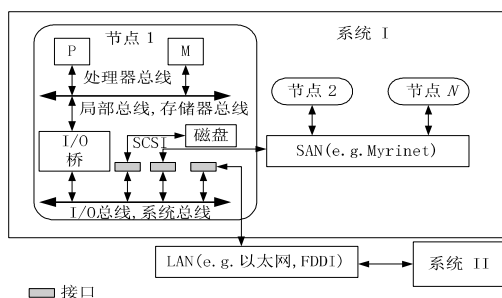 系统 I
节点 1
P
M
处理器总线
局部总线,存储器总线
节点 2
节点 N
I/O
桥
SCSI
磁盘
SAN(e.g.Myrinet)
I/O总线,系统总线
LAN(e.g.以太网,FDDI)
系统 II
接口